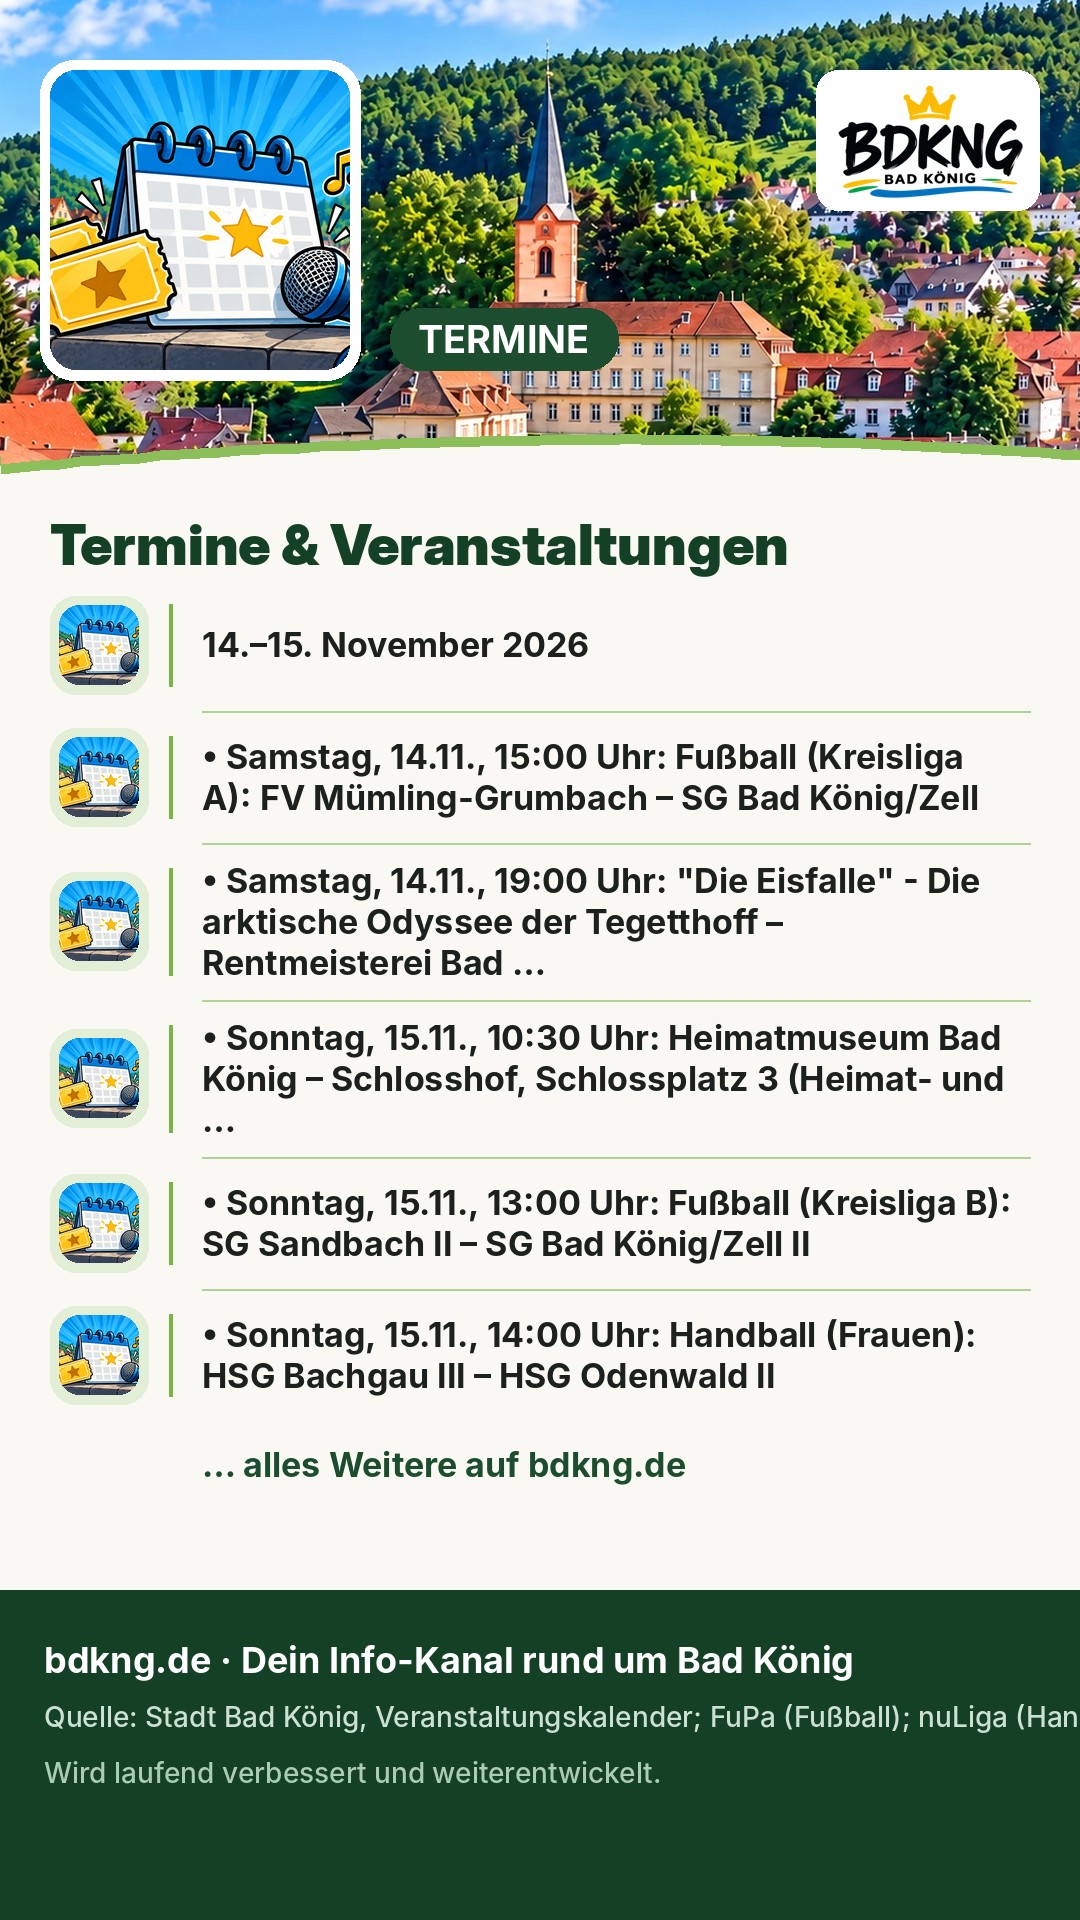 BDKNG
BAD KÖNIG
TERMINE
Termine & Veranstaltungen
14.–15. November 2026
• Samstag, 14.11., 15:00 Uhr: Fußball (Kreisliga
A): FV Mümling-Grumbach – SG Bad König/Zell
• Samstag, 14.11., 19:00 Uhr: "Die Eisfalle" - Die
arktische Odyssee der Tegetthoff –
Rentmeisterei Bad …
• Sonntag, 15.11., 10:30 Uhr: Heimatmuseum Bad
König – Schlosshof, Schlossplatz 3 (Heimat- und
…
• Sonntag, 15.11., 13:00 Uhr: Fußball (Kreisliga B):
SG Sandbach II – SG Bad König/Zell II
• Sonntag, 15.11., 14:00 Uhr: Handball (Frauen):
HSG Bachgau III – HSG Odenwald II
… alles Weitere auf bdkng.de
bdkng.de · Dein Info-Kanal rund um Bad König
Quelle: Stadt Bad König, Veranstaltungskalender; FuPa (Fußball); nuLiga (Han
Wird laufend verbessert und weiterentwickelt.